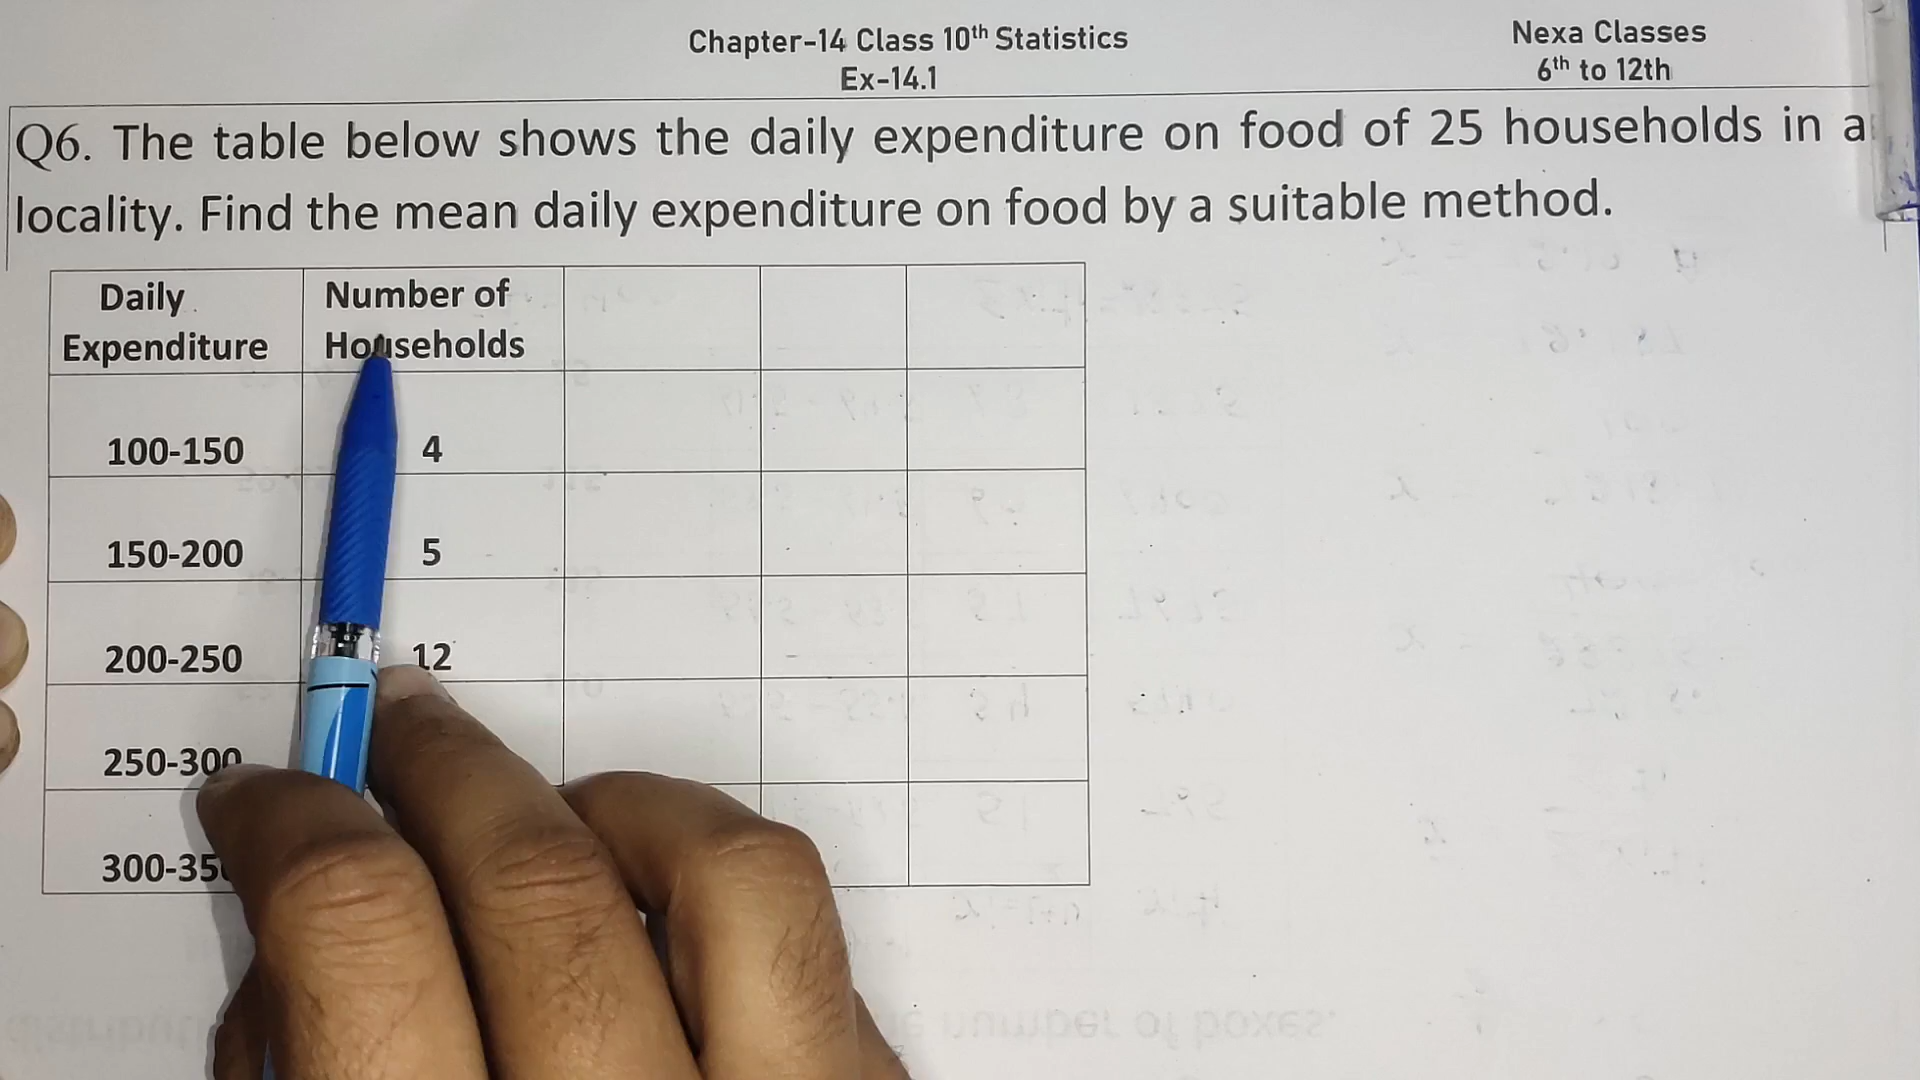 Chapter-14 Class 10th Statistics
Ex-14.1
Nexa Classes
6th to 12th
Q6. The table below shows the daily expenditure on food of 25 households in a
locality. Find the mean daily expenditure on food by a suitable method.
Daily Expenditure Number of Households
100-150 4
150-200 5
200-250 12
250-300